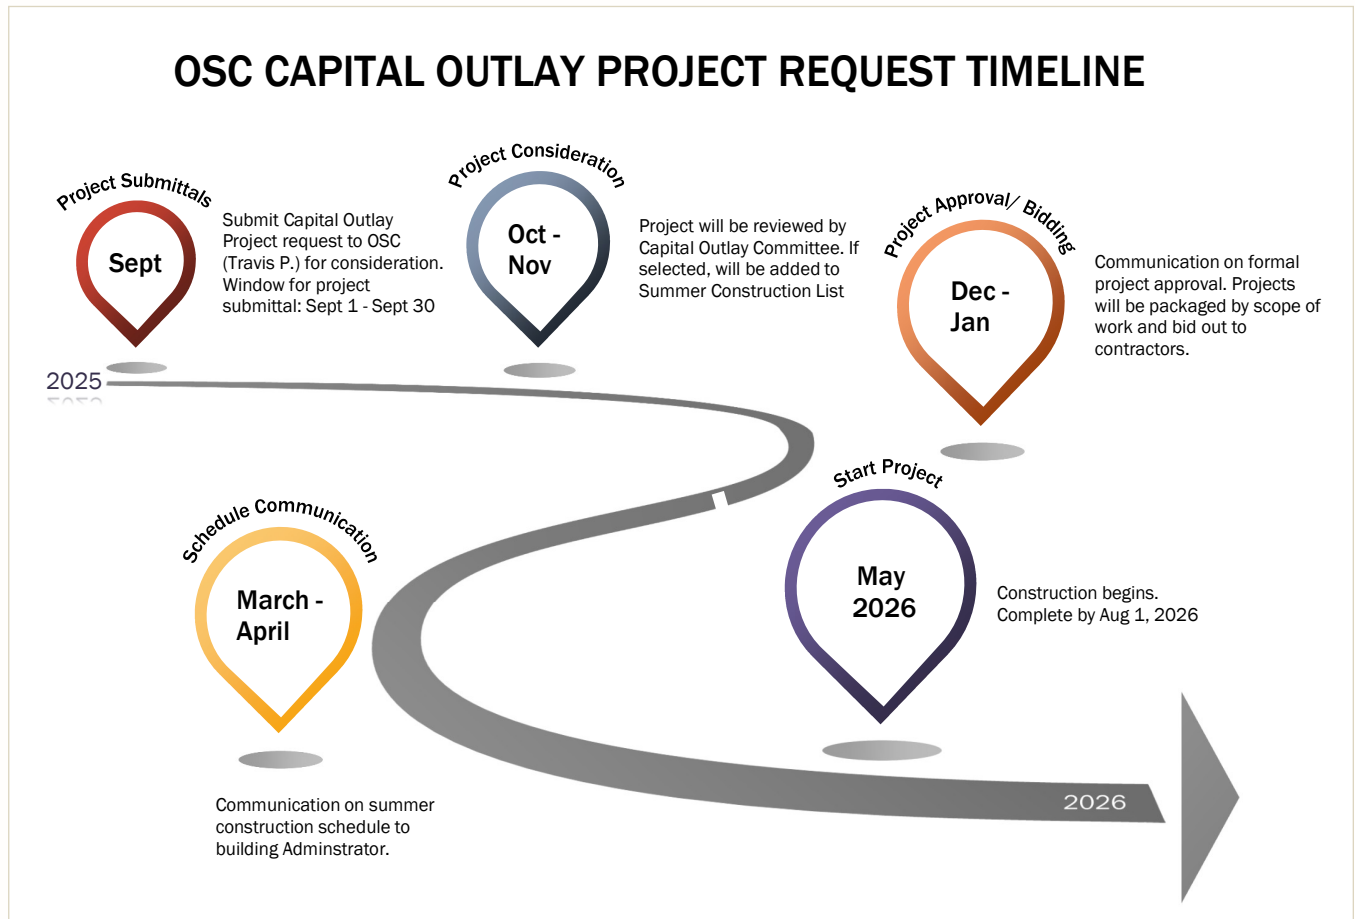 OSC CAPITAL OUTLAY PROJECT REQUEST TIMELINE
Project Submittals
Sept
Submit Capital Outlay
Project request to OSC
(Travis P.) for consideration.
Window for project
submittal: Sept 1 - Sept 30
Project Consideration
Oct -
Nov
Project will be reviewed by
Capital Outlay Committee. If
selected, will be added to
Summer Construction List
Project Approval/ Bidding
Dec -
Jan
Communication on formal
project approval. Projects
will be packaged by scope of
work and bid out to
contractors.
2025
Schedule Communication
March -
April
Communication on summer
construction schedule to
building Adminstrator.
Start Project
May
2026
Construction begins.
Complete by Aug 1, 2026
2026